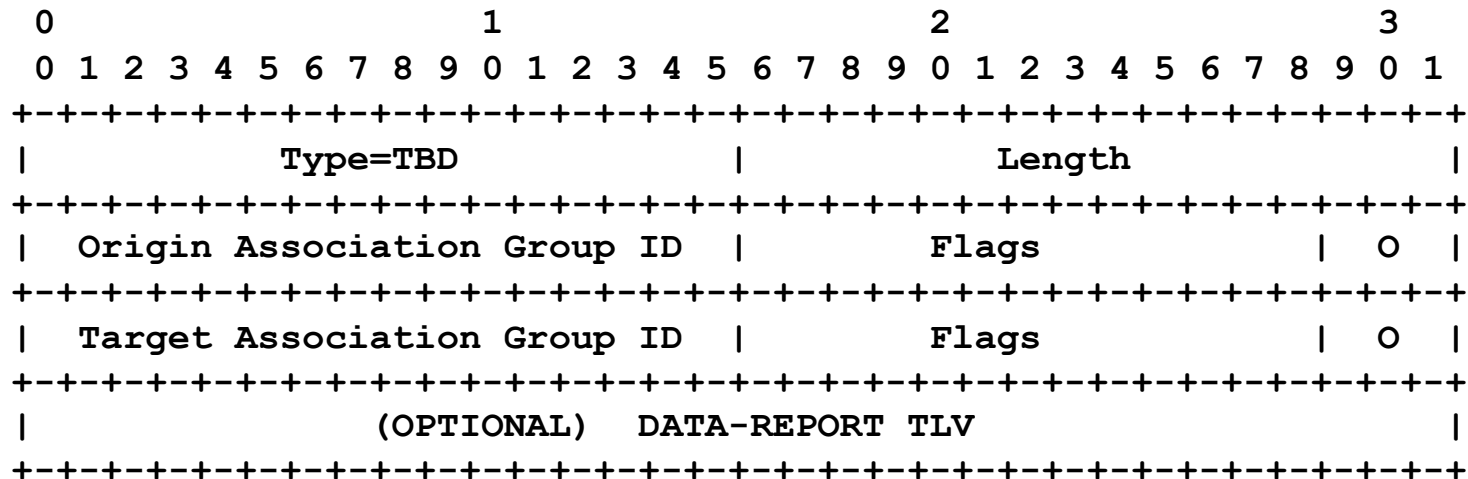 0 1 2 3
0 1 2 3 4 5 6 7 8 9 0 1 2 3 4 5 6 7 8 9 0 1 2 3 4 5 6 7 8 9 0 1
+-+-+-+-+-+-+-+-+-+-+-+-+-+-+-+-+-+-+-+-+-+-+-+-+-+-+-+-+-+-+-+-+
| Type=TBD | Length |
+-+-+-+-+-+-+-+-+-+-+-+-+-+-+-+-+-+-+-+-+-+-+-+-+-+-+-+-+-+-+-+-+
| Origin Association Group ID | Flags | O |
+-+-+-+-+-+-+-+-+-+-+-+-+-+-+-+-+-+-+-+-+-+-+-+-+-+-+-+-+-+-+-+-+
| Target Association Group ID | Flags | O |
+-+-+-+-+-+-+-+-+-+-+-+-+-+-+-+-+-+-+-+-+-+-+-+-+-+-+-+-+-+-+-+-+
| (OPTIONAL) DATA-REPORT TLV |
+-+-+-+-+-+-+-+-+-+-+-+-+-+-+-+-+-+-+-+-+-+-+-+-+-+-+-+-+-+-+-+-+